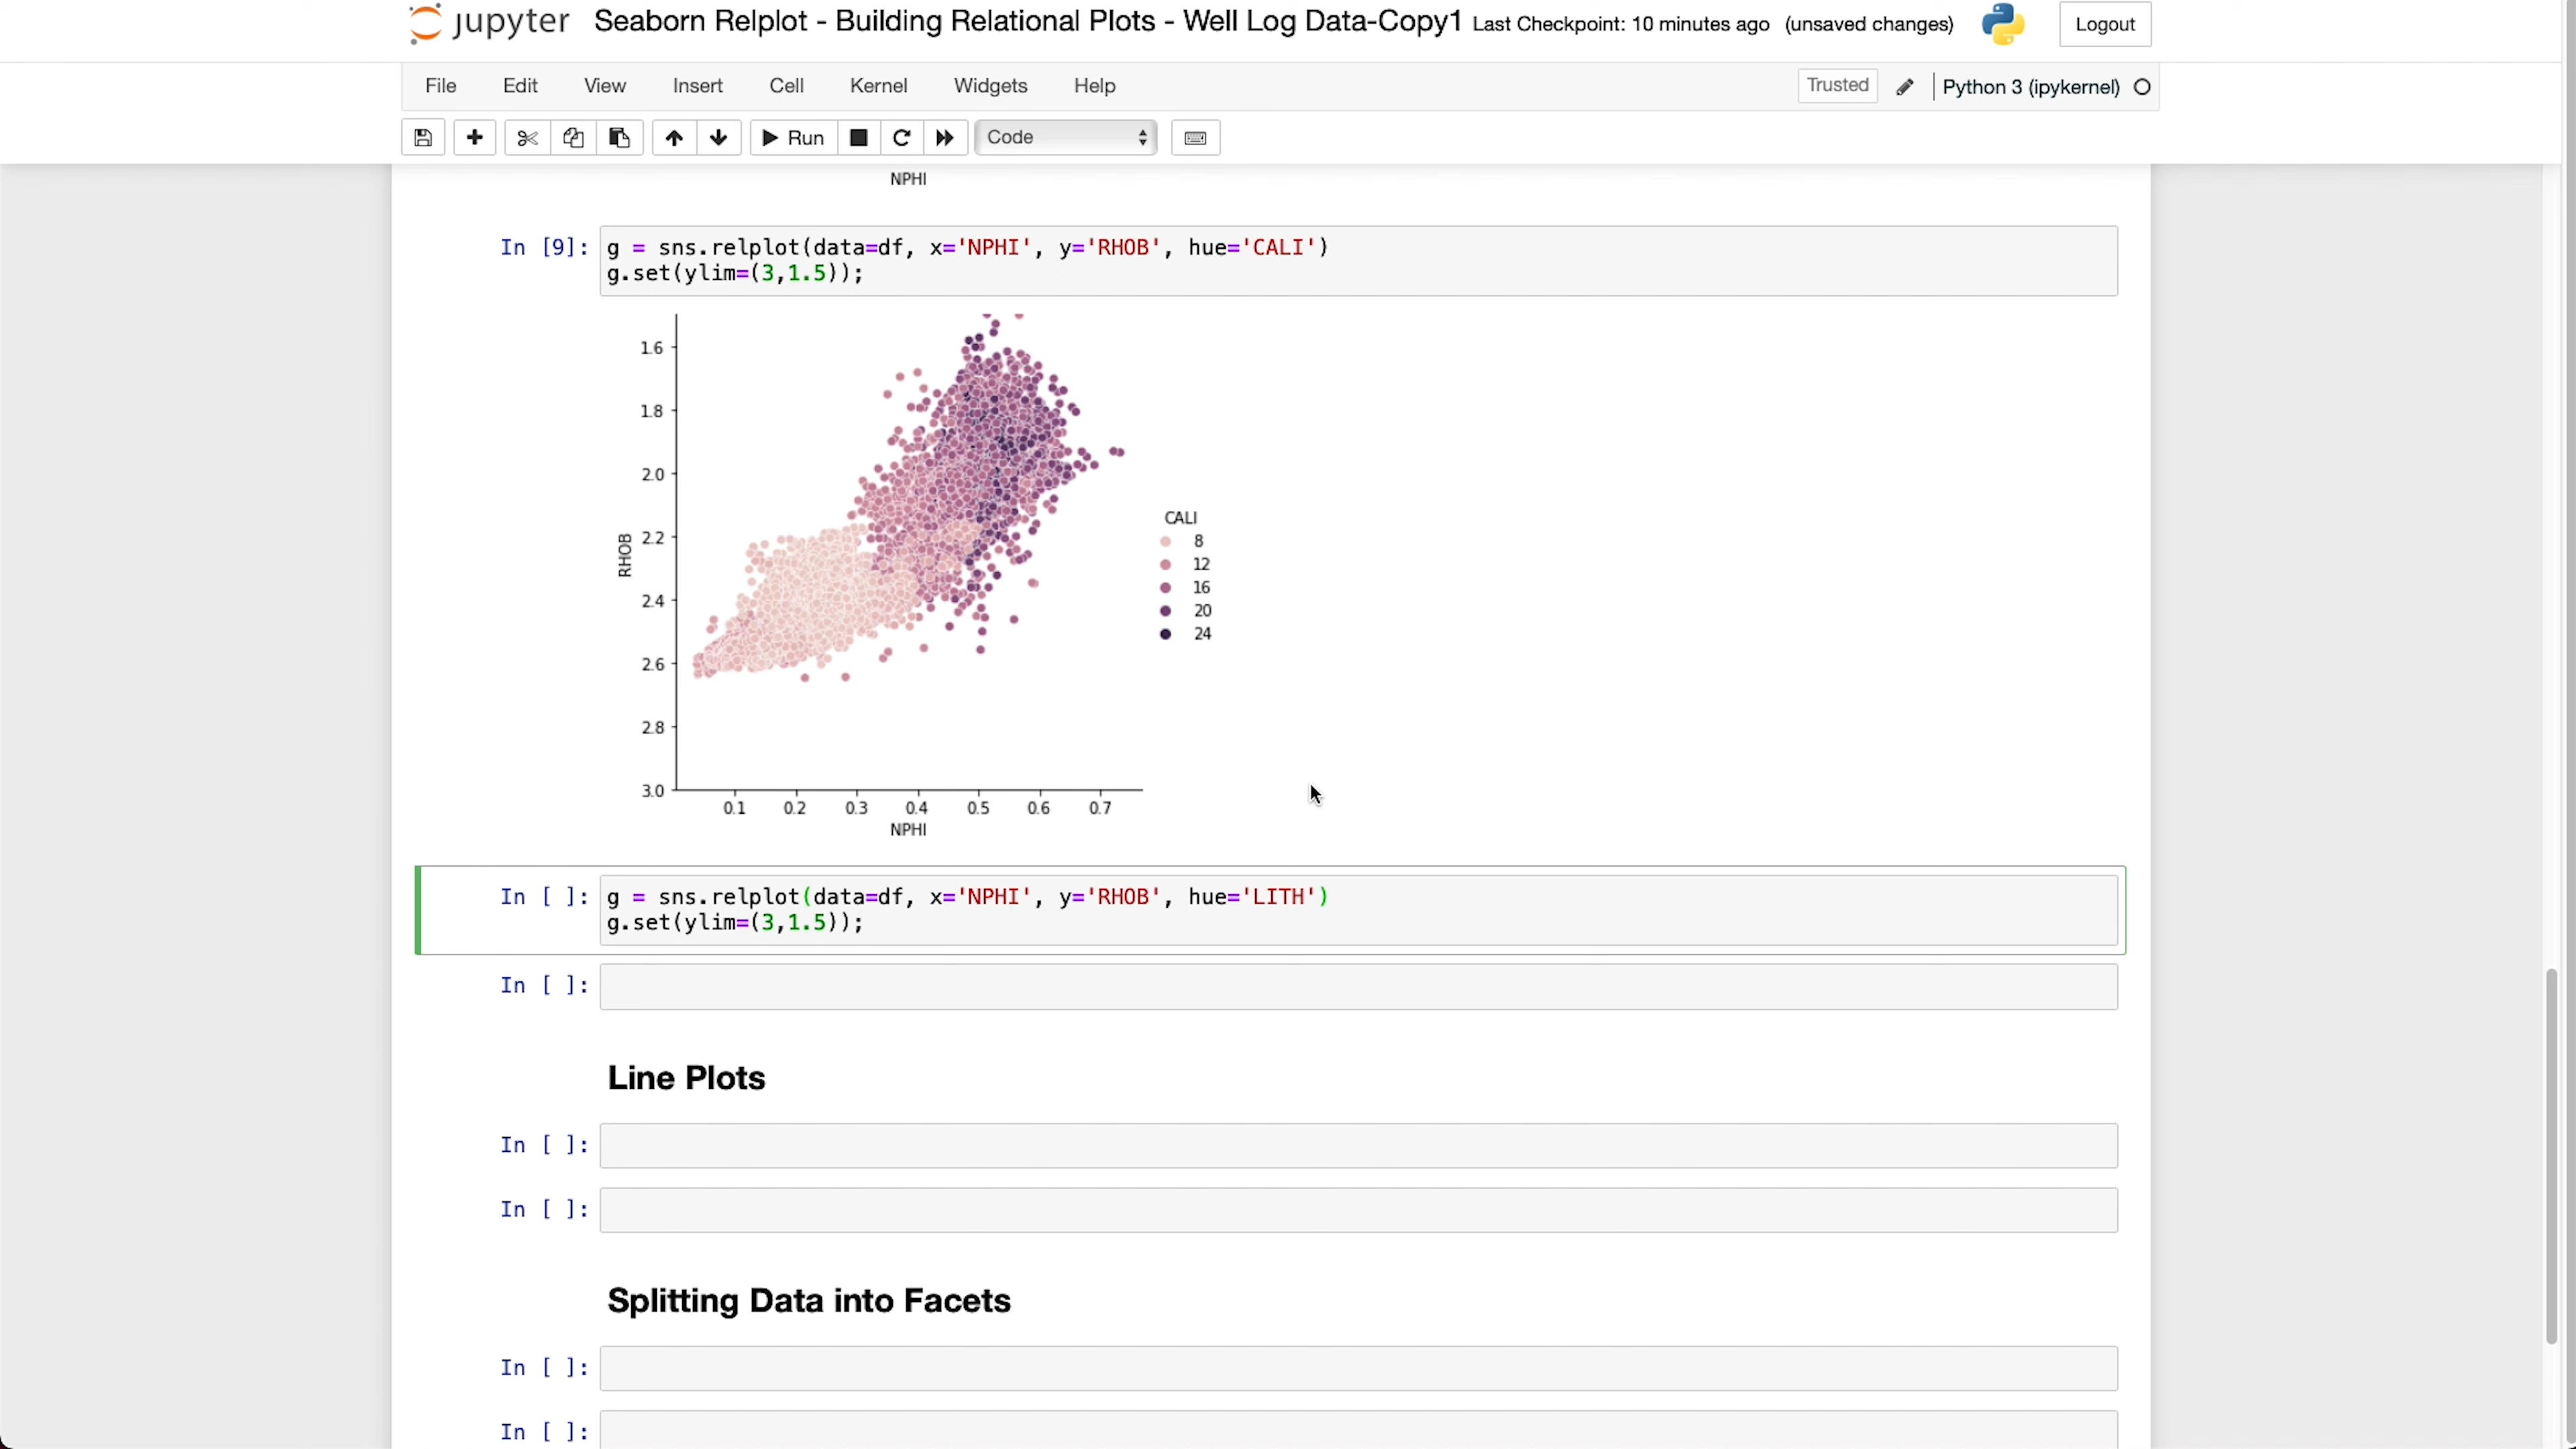 jupyter Seaborn Relplot - Building Relational Plots - Well Log Data-Copy1 Last Checkpoint: 10 minutes ago (unsaved changes) Logout
File Edit View Insert Cell Kernel Widgets Help Trusted Python 3 (ipykernel)
Run Code
NPHI
In [9]: g = sns.relplot(data=df, x='NPHI', y='RHOB', hue='CALI')
g.set(ylim=(3,1.5));
1.6
1.8
2.0
2.2
2.4
2.6
2.8
3.0
RHOB
0.1 0.2 0.3 0.4 0.5 0.6 0.7
NPHI
CALI
8
12
16
20
24
In [ ]: g = sns.relplot(data=df, x='NPHI', y='RHOB', hue='LITH')
g.set(ylim=(3,1.5));
In [ ]:
Line Plots
In [ ]:
In [ ]:
Splitting Data into Facets
In [ ]:
In [ ]: